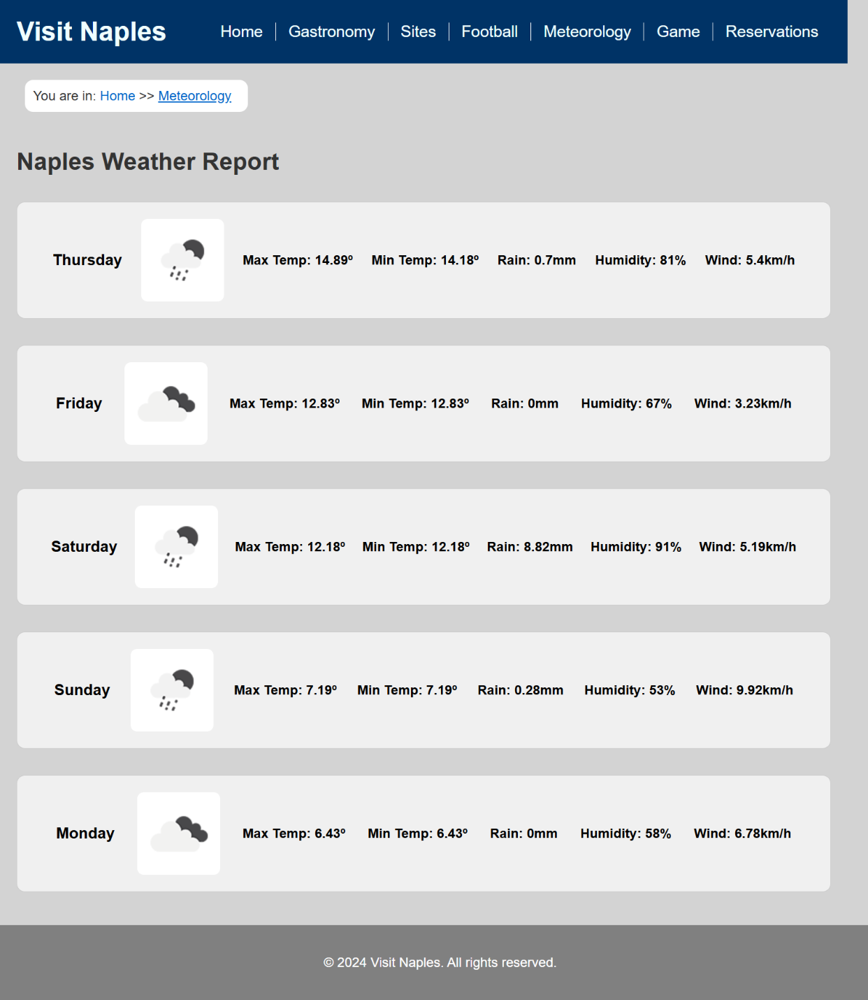 Visit Naples
Home Gastronomy Sites Football Meteorology Game Reservations
You are in: Home >> Meteorology
Naples Weather Report
Thursday Max Temp: 14.89º Min Temp: 14.18º Rain: 0.7mm Humidity: 81% Wind: 5.4km/h
Friday Max Temp: 12.83º Min Temp: 12.83º Rain: 0mm Humidity: 67% Wind: 3.23km/h
Saturday Max Temp: 12.18º Min Temp: 12.18º Rain: 8.82mm Humidity: 91% Wind: 5.19km/h
Sunday Max Temp: 7.19º Min Temp: 7.19º Rain: 0.28mm Humidity: 53% Wind: 9.92km/h
Monday Max Temp: 6.43º Min Temp: 6.43º Rain: 0mm Humidity: 58% Wind: 6.78km/h
© 2024 Visit Naples. All rights reserved.